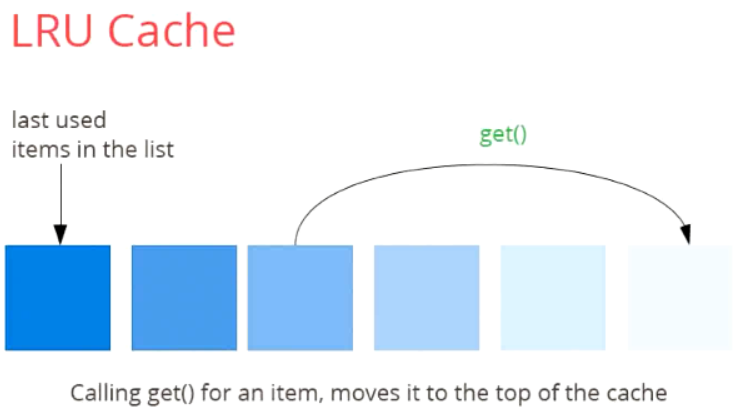 LRU Cache
last used
items in the list
get()
Calling get() for an item, moves it to the top of the cache